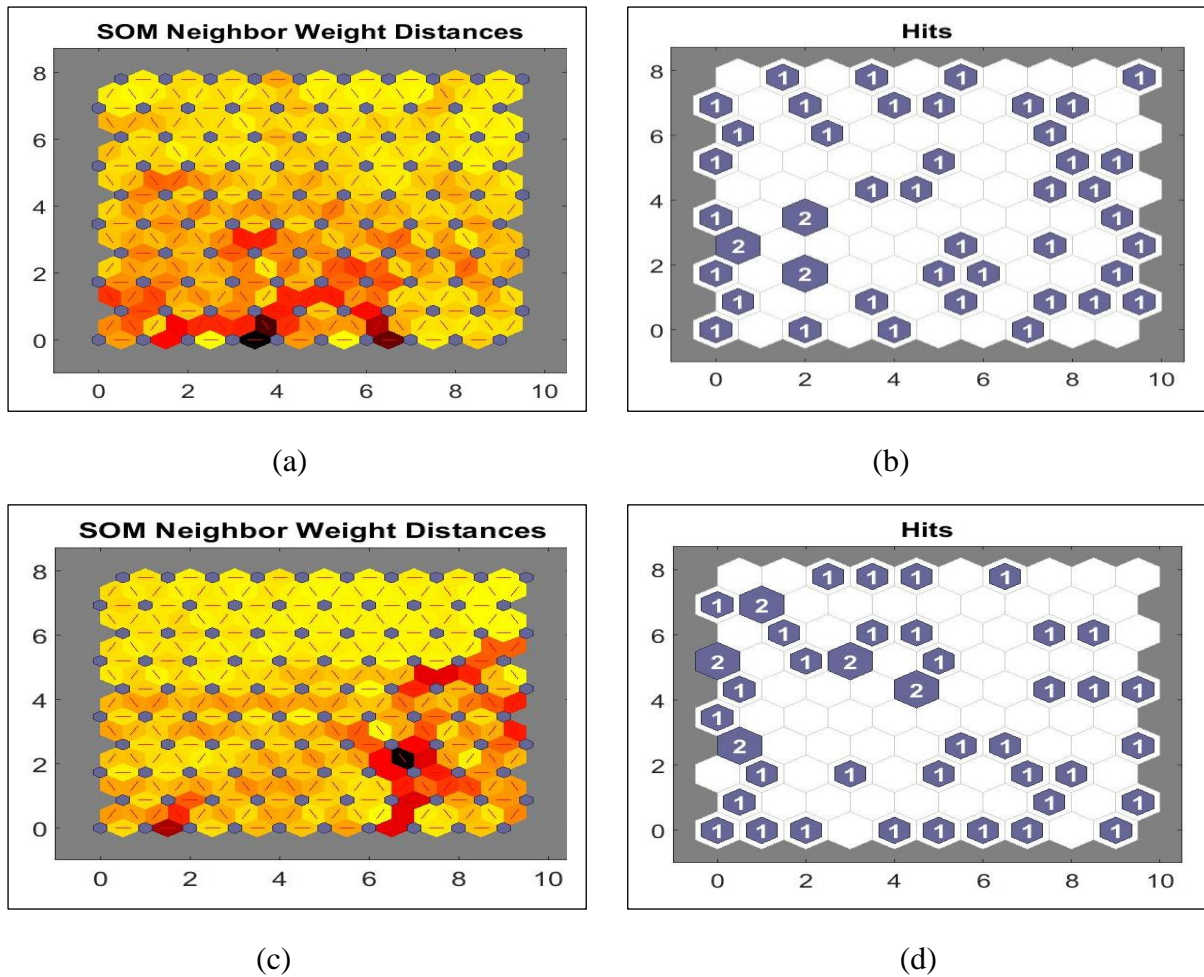 SOM Neighbor Weight Distances
8
6
4
2
0
0 2 4 6 8 10
(a)
Hits
8 1 1 1 1
1 1 1 1 1 1
6 1 1 1
1 1 1 1
4 1 1 1 1
1 2 1
2 1 1 1
2 1 2 1 1 1
1 1 1 1 1 1
0 1 1 1 1
0 2 4 6 8 10
(b)
SOM Neighbor Weight Distances
8
6
4
2
0
0 2 4 6 8 10
(c)
Hits
8 1 1 1 1
1 2
6 1 1 1 1 1
2 1 2 1
4 1 2 1 1 1
1
2 1 1 1
2 1 1 1 1 1
1 1 1
0 1 1 1 1 1 1 1 1
0 2 4 6 8 10
(d)